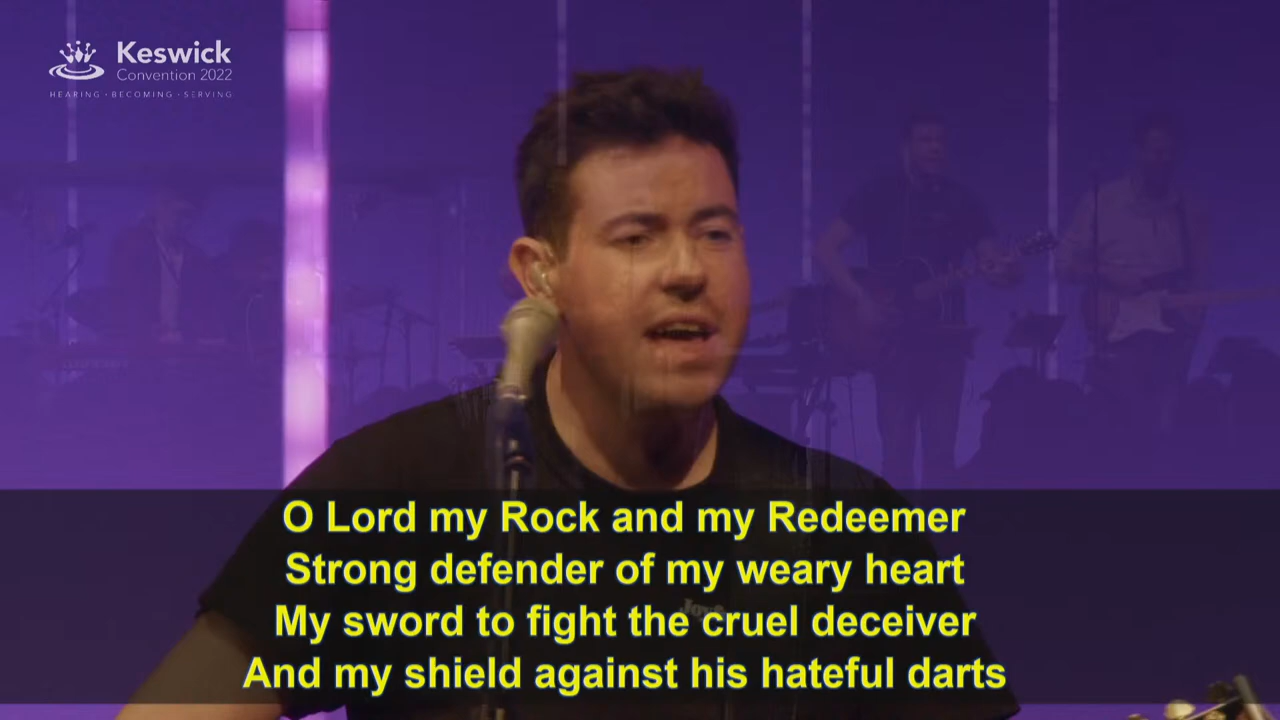 Keswick
Convention 2022
HEARING · BECOMING · SERVING
O Lord my Rock and my Redeemer
Strong defender of my weary heart
My sword to fight the cruel deceiver
And my shield against his hateful darts